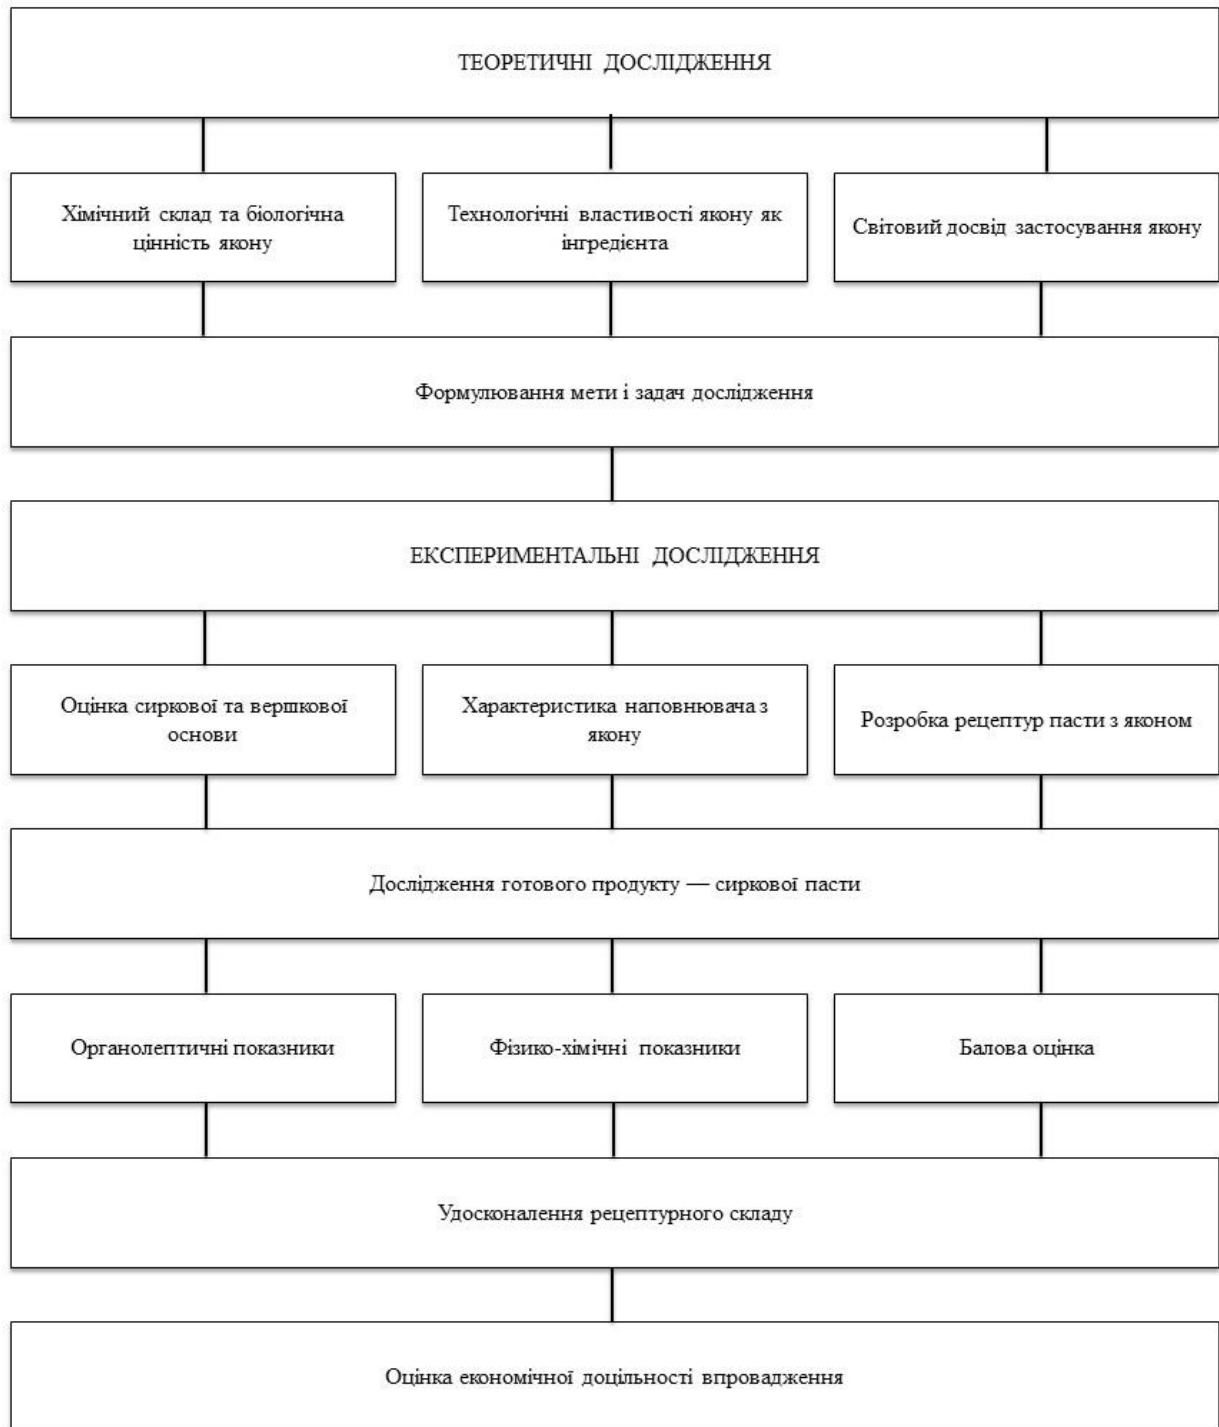 ТЕОРЕТИЧНІ ДОСЛІДЖЕННЯ
Хімічний склад та біологічна
цінність якону
Технологічні властивості якону як
інгредієнта
Світовий досвід застосування якону
Формулювання мети і задач дослідження
ЕКСПЕРИМЕНТАЛЬНІ ДОСЛІДЖЕННЯ
Оцінка сиркової та вершкової
основи
Характеристика наповнювача з
якону
Розробка рецептур пасти з яконом
Дослідження готового продукту — сиркової пасти
Органолептичні показники
Фізико-хімічні показники
Балова оцінка
Удосконалення рецептурного складу
Оцінка економічної доцільності впровадження